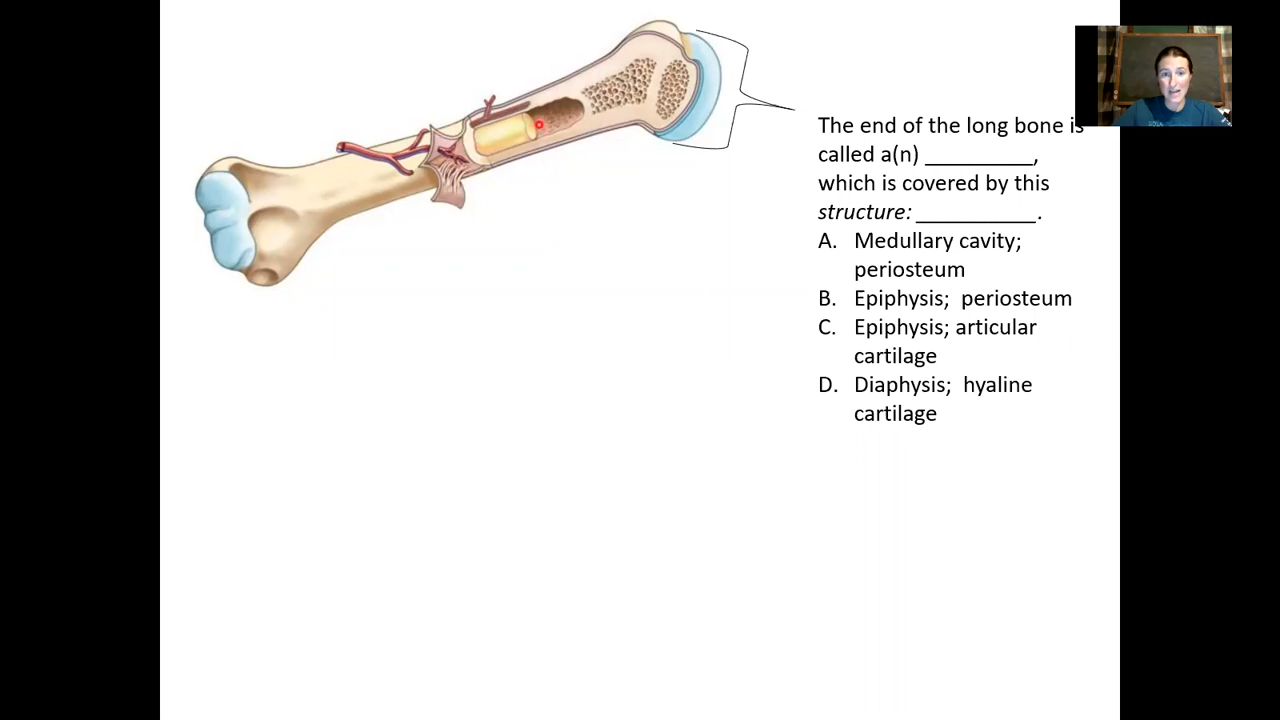 The end of the long bone is
called a(n) _________,
which is covered by this
structure: __________.
A. Medullary cavity;
periosteum
B. Epiphysis; periosteum
C. Epiphysis; articular
cartilage
D. Diaphysis; hyaline
cartilage